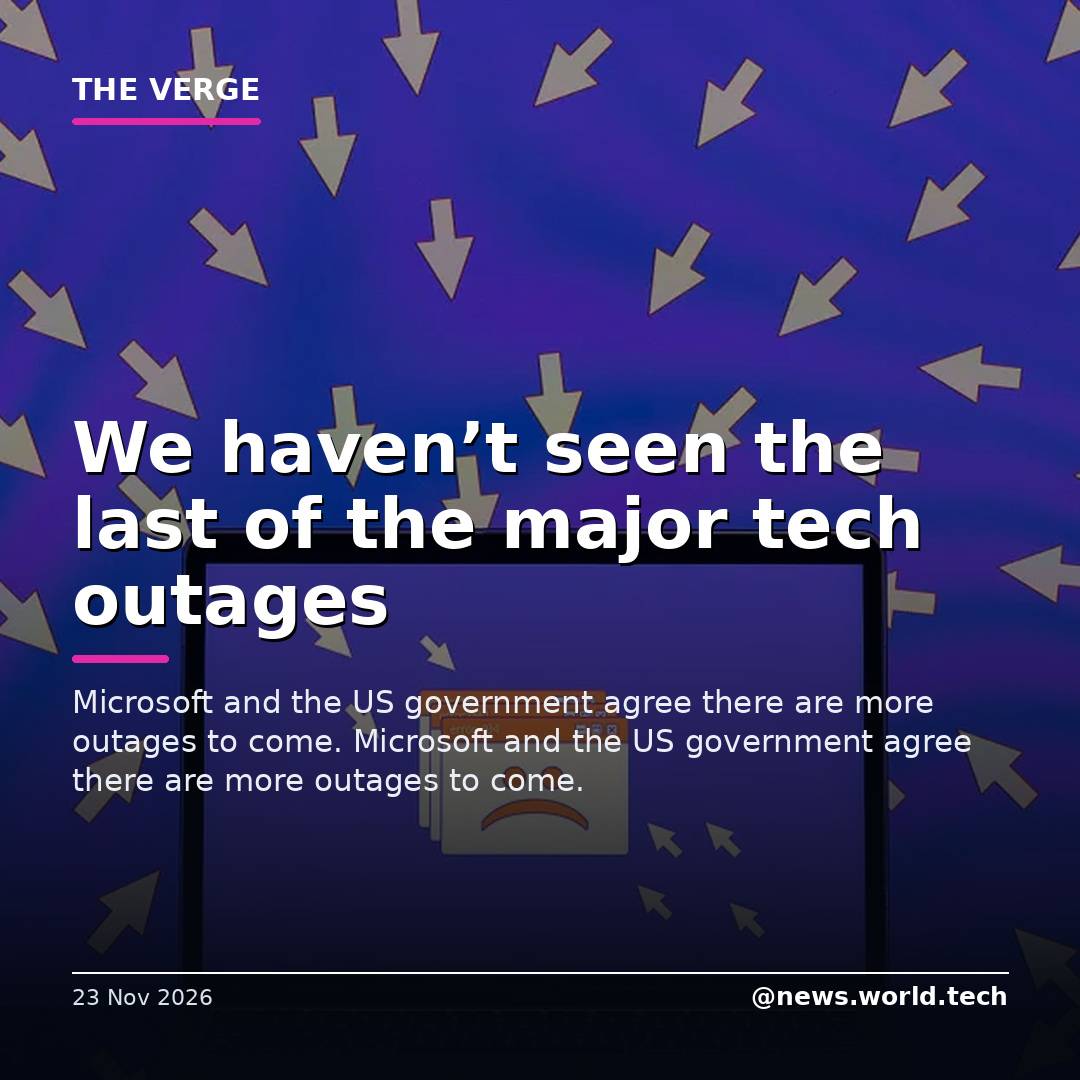 THE VERGE
We haven’t seen the
last of the major tech
outages
Microsoft and the US government agree there are more
outages to come. Microsoft and the US government agree
there are more outages to come.
23 Nov 2026
@news.world.tech